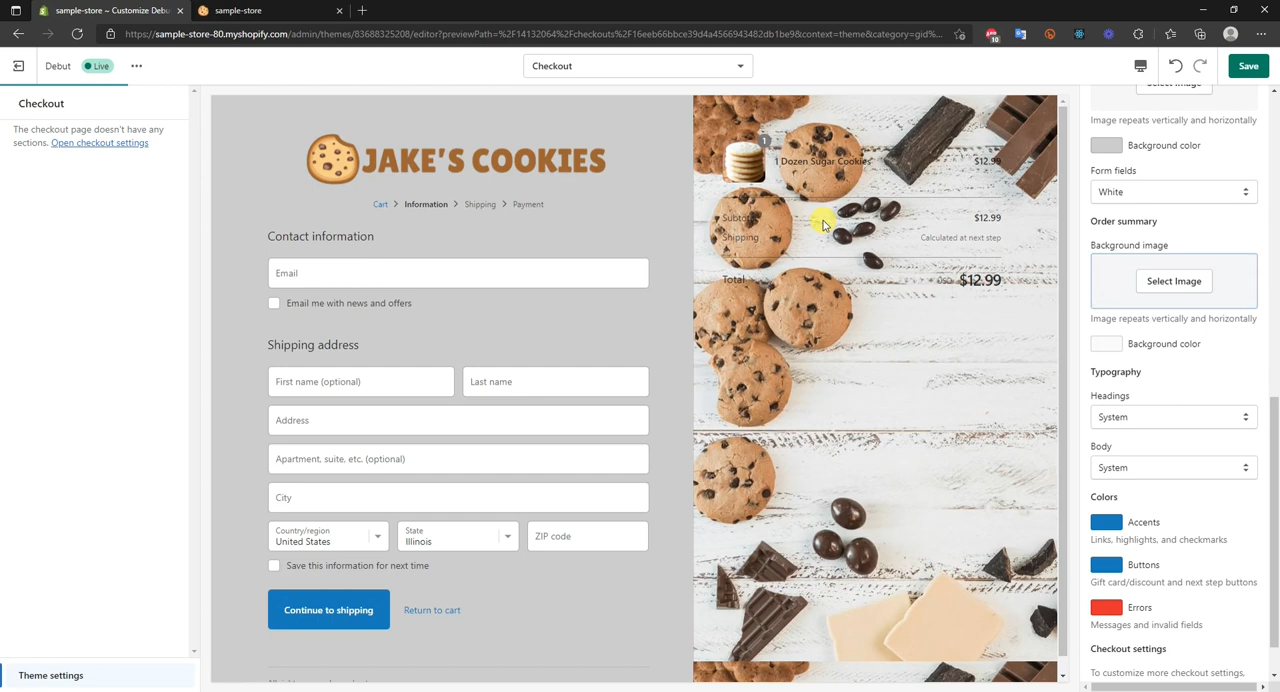 sample-store ~ Customize Debu
sample-store
https://sample-store-80.myshopify.com/admin/themes/83688325208/editor?previewPath=%2F14132064%2Fcheckouts%2F16eeb66bbce39d4a4566943482db1be9&context=theme&category=gid%...
10
Debut
Live
Checkout
Save
Checkout
The checkout page doesn't have any
sections. Open checkout settings
Theme settings
JAKE'S COOKIES
Cart > Information > Shipping > Payment
Contact information
Email
Email me with news and offers
Shipping address
First name (optional)
Last name
Address
Apartment, suite, etc. (optional)
City
Country/region
United States
State
Illinois
ZIP code
Save this information for next time
Continue to shipping
Return to cart
1
1 Dozen Sugar Cookies
$12.99
Subtotal
$12.99
Shipping
Calculated at next step
Total
USD $12.99
Select Image
Image repeats vertically and horizontally
Background color
Form fields
White
Order summary
Background image
Select Image
Image repeats vertically and horizontally
Background color
Typography
Headings
System
Body
System
Colors
Accents
Links, highlights, and checkmarks
Buttons
Gift card/discount and next step buttons
Errors
Messages and invalid fields
Checkout settings
To customize more checkout settings,